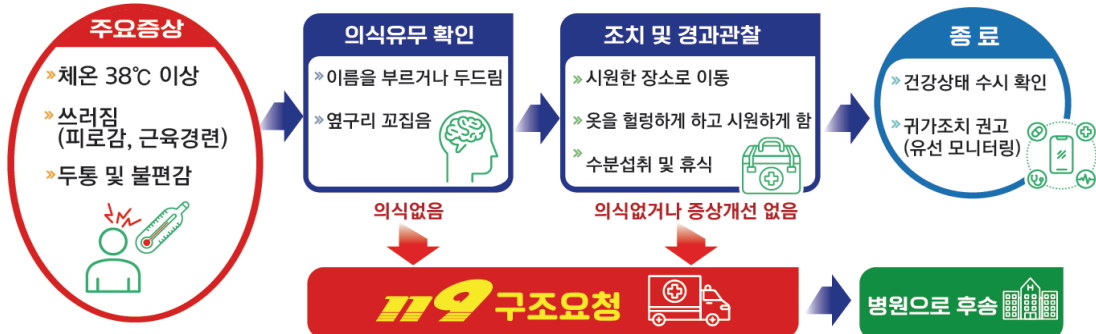 주요증상
»체온 38℃ 이상
»쓰러짐
(피로감, 근육경련)
»두통 및 불편감
의식유무 확인
»이름을 부르거나 두드림
»옆구리 꼬집음
조치 및 경과관찰
»시원한 장소로 이동
»옷을 헐렁하게 하고 시원하게 함
»수분섭취 및 휴식
종 료
»건강상태 수시 확인
»귀가조치 권고
(유선 모니터링)
의식없음
의식없거나 증상개선 없음
119 구조요청
병원으로 후송
H